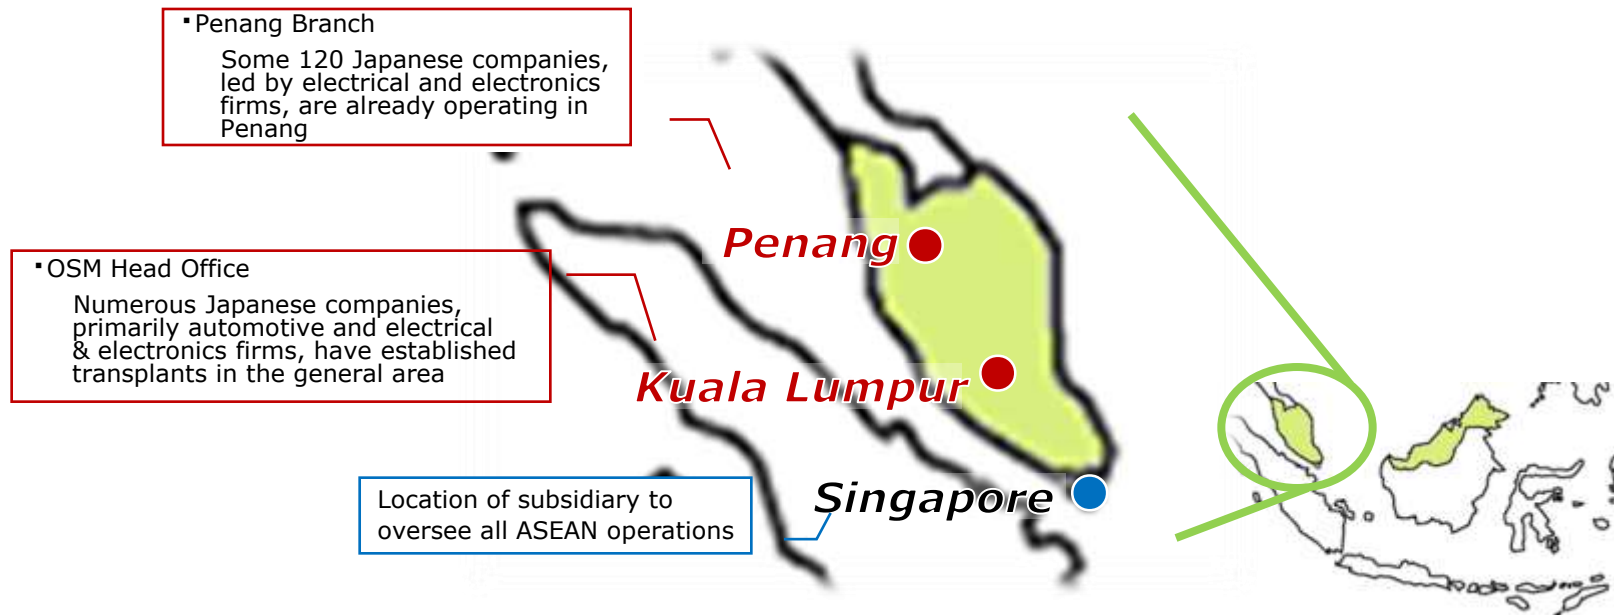 ▪Penang Branch
Some 120 Japanese companies,
led by electrical and electronics
firms, are already operating in
Penang
Penang
▪OSM Head Office
Numerous Japanese companies,
primarily automotive and electrical
& electronics firms, have established
transplants in the general area
Kuala Lumpur
Location of subsidiary to
oversee all ASEAN operations
Singapore